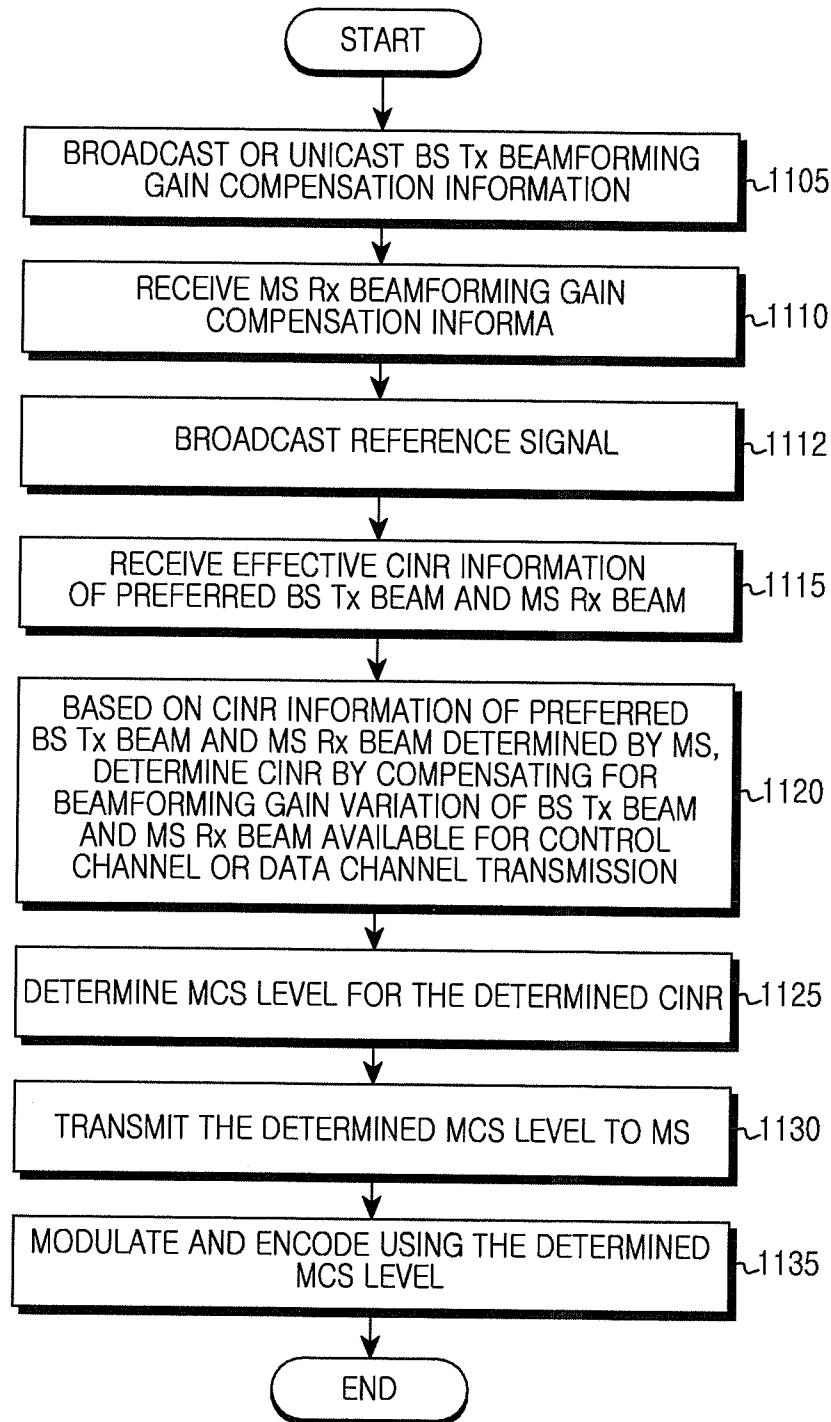 START
BROADCAST OR UNICAST BS Tx BEAMFORMING
GAIN COMPENSATION INFORMATION
1105
RECEIVE MS Rx BEAMFORMING GAIN
COMPENSATION INFORMA
1110
BROADCAST REFERENCE SIGNAL
1112
RECEIVE EFFECTIVE CINR INFORMATION
OF PREFERRED BS Tx BEAM AND MS Rx BEAM
1115
BASED ON CINR INFORMATION OF PREFERRED
BS Tx BEAM AND MS Rx BEAM DETERMINED BY MS,
DETERMINE CINR BY COMPENSATING FOR
BEAMFORMING GAIN VARIATION OF BS Tx BEAM
AND MS Rx BEAM AVAILABLE FOR CONTROL
CHANNEL OR DATA CHANNEL TRANSMISSION
1120
DETERMINE MCS LEVEL FOR THE DETERMINED CINR
1125
TRANSMIT THE DETERMINED MCS LEVEL TO MS
1130
MODULATE AND ENCODE USING THE DETERMINED
MCS LEVEL
1135
END